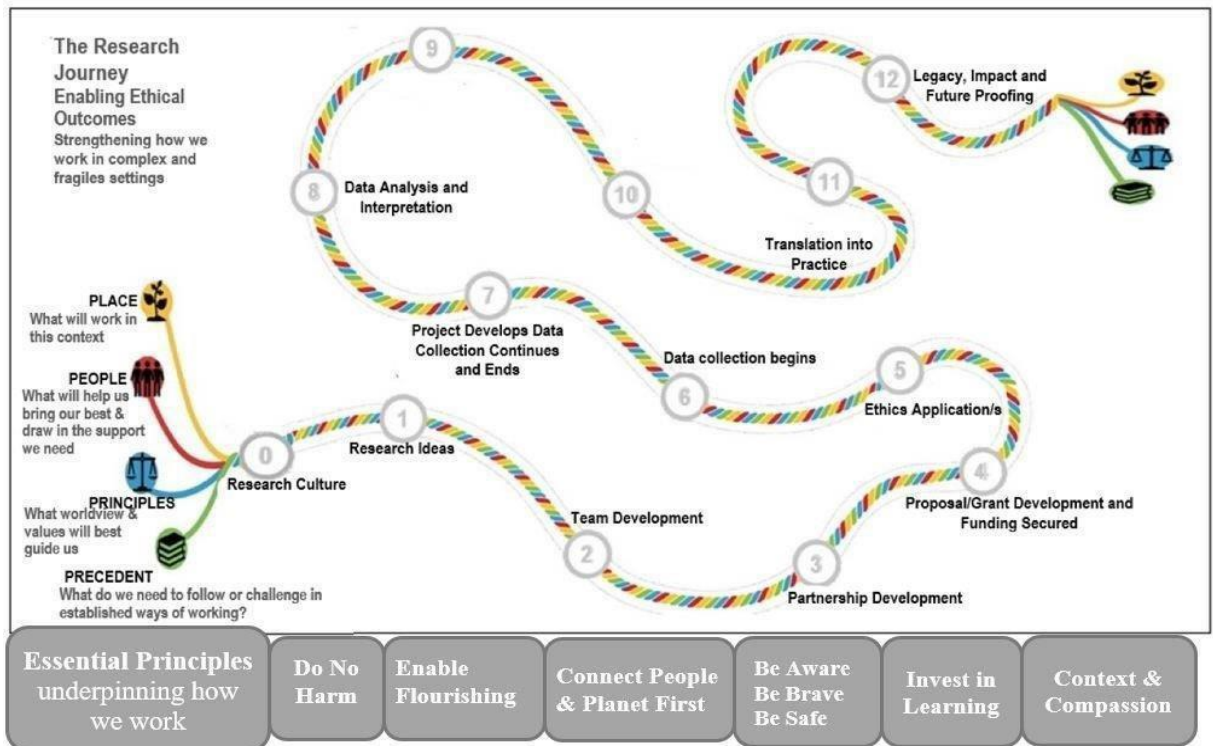 The Research
Journey
Enabling Ethical
Outcomes
Strengthening how we
work in complex and
fragiles settings
9
12
Legacy, Impact and
Future Proofing
8
Data Analysis and
Interpretation
10
11
Translation into
Practice
PLACE
What will work in
this context
7
Project Develops Data
Collection Continues
and Ends
Data collection begins
6
5
Ethics Application/s
PEOPLE
What will help us
bring our best &
draw in the support
we need
1
Research Ideas
0
Research Culture
4
Proposal/Grant Development and
Funding Secured
PRINCIPLES
What worldview &
values will best
guide us
Team Development
2
3
Partnership Development
PRECEDENT
What do we need to follow or challenge in
established ways of working?
Essential Principles
underpinning how
we work
Do No
Harm
Enable
Flourishing
Connect People
& Planet First
Be Aware
Be Brave
Be Safe
Invest in
Learning
Context &
Compassion